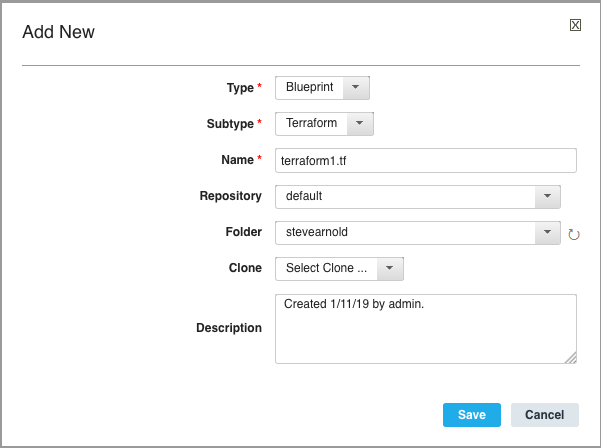 Add New
Type * Blueprint
Subtype * Terraform
Name * terraform1.tf
Repository default
Folder stevearnold
Clone Select Clone ...
Description Created 1/11/19 by admin.
Save Cancel